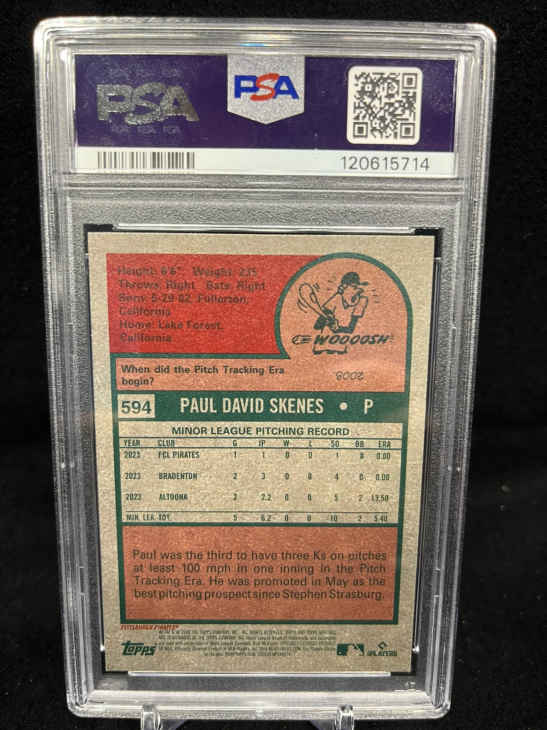 PSA
PSA
120615714
Height: 6'6" Weight: 235
Throws: Right Bats: Right
Born: 5-29-02, Fullerton,
California
Home: Lake Forest,
California
WOOOOSH!
When did the Pitch Tracking Era
begin?
2008
594 PAUL DAVID SKENES • P
MINOR LEAGUE PITCHING RECORD
YEAR CLUB G IP W L SO BB ERA
2023 FCL PIRATES 1 1 0 0 1 0 0.00
2023 BRADENTON 2 3 0 0 4 0 0.00
2023 ALTOONA 2 2.2 0 0 5 2 13.50
MIN. LEA. TOT. 5 6.2 0 0 10 2 5.40
Paul was the third to have three Ks on pitches
at least 100 mph in one inning in the Pitch
Tracking Era. He was promoted in May as the
best pitching prospect since Stephen Strasburg.
PITTSBURGH PIRATES®
topps
PLAYERS